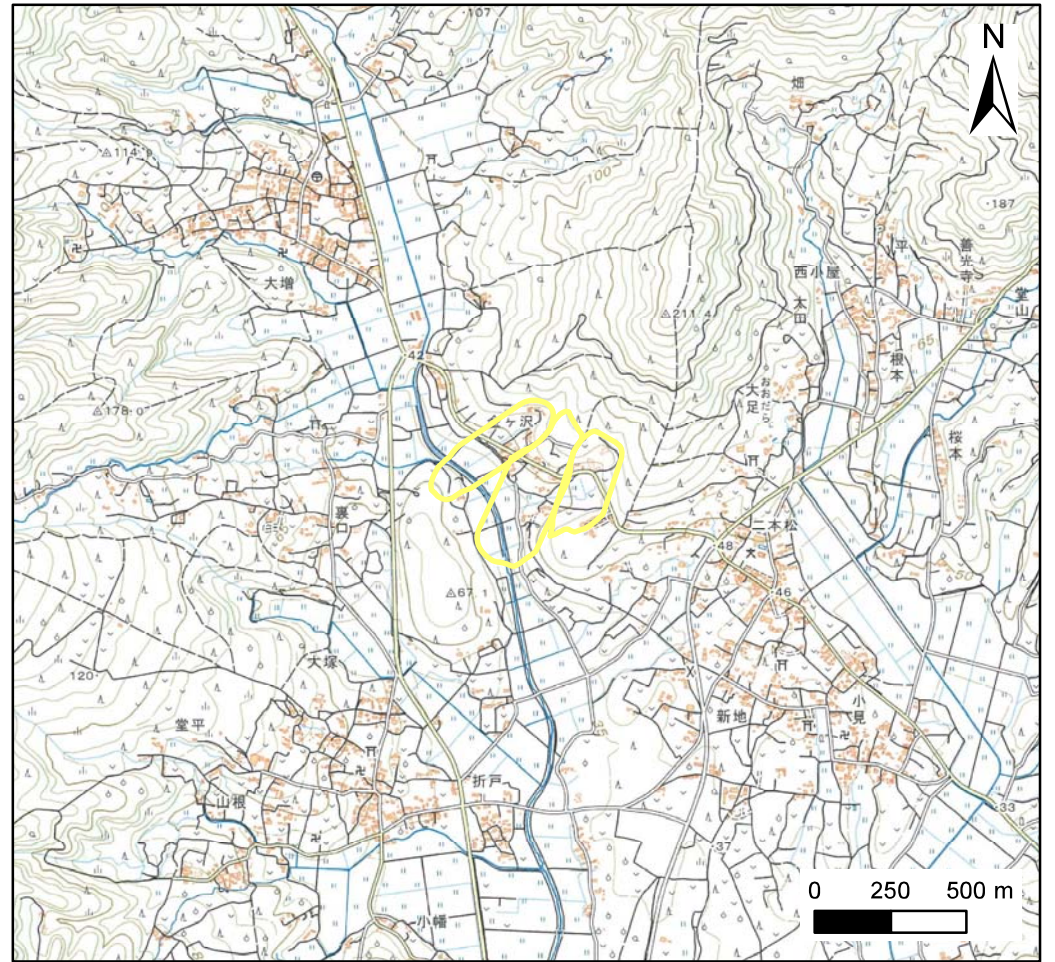 107
N
畑
114.9
80
100
187
平
善光寺
大増
西小屋
堂山
太田
211.4
65
根本
42
大足
おおだら
178.0
ヶ沢
桜本
裏口
二本松
48
50
67.1
46
大塚
120
堂平
新地
小見
折戸
山根
33
37
小幡
0 250 500 m